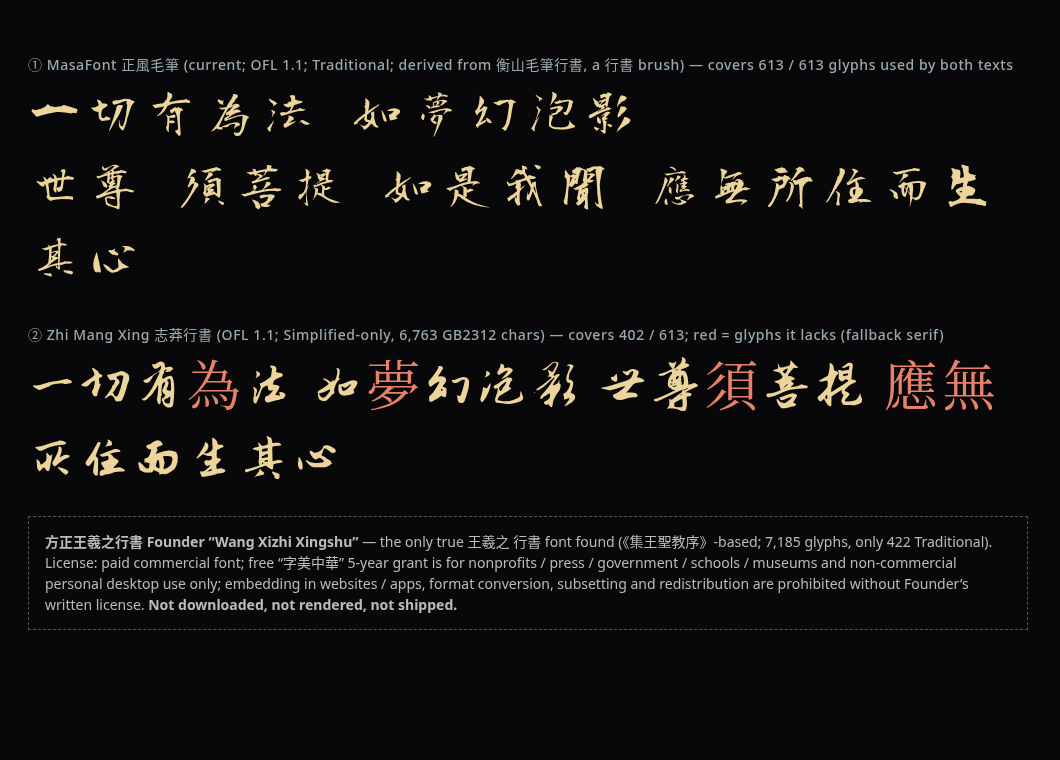 ① MasaFont 正風毛筆 (current; OFL 1.1; Traditional; derived from 衡山毛筆行書, a 行書 brush) — covers 613 / 613 glyphs used by both texts
一切有為法 如夢幻泡影
世尊 須菩提 如是我聞 應無所住而生
其心
② Zhi Mang Xing 志莽行書 (OFL 1.1; Simplified-only, 6,763 GB2312 chars) — covers 402 / 613; red = glyphs it lacks (fallback serif)
一切有為法 如夢幻泡影 世尊須菩提 應無
所住而生其心
方正王羲之行書 Founder “Wang Xizhi Xingshu” — the only true 王羲之 行書 font found (《集王聖教序》-based; 7,185 glyphs, only 422 Traditional).
License: paid commercial font; free “字美中華” 5-year grant is for nonprofits / press / government / schools / museums and non-commercial
personal desktop use only; embedding in websites / apps, format conversion, subsetting and redistribution are prohibited without Founder’s
written license. Not downloaded, not rendered, not shipped.